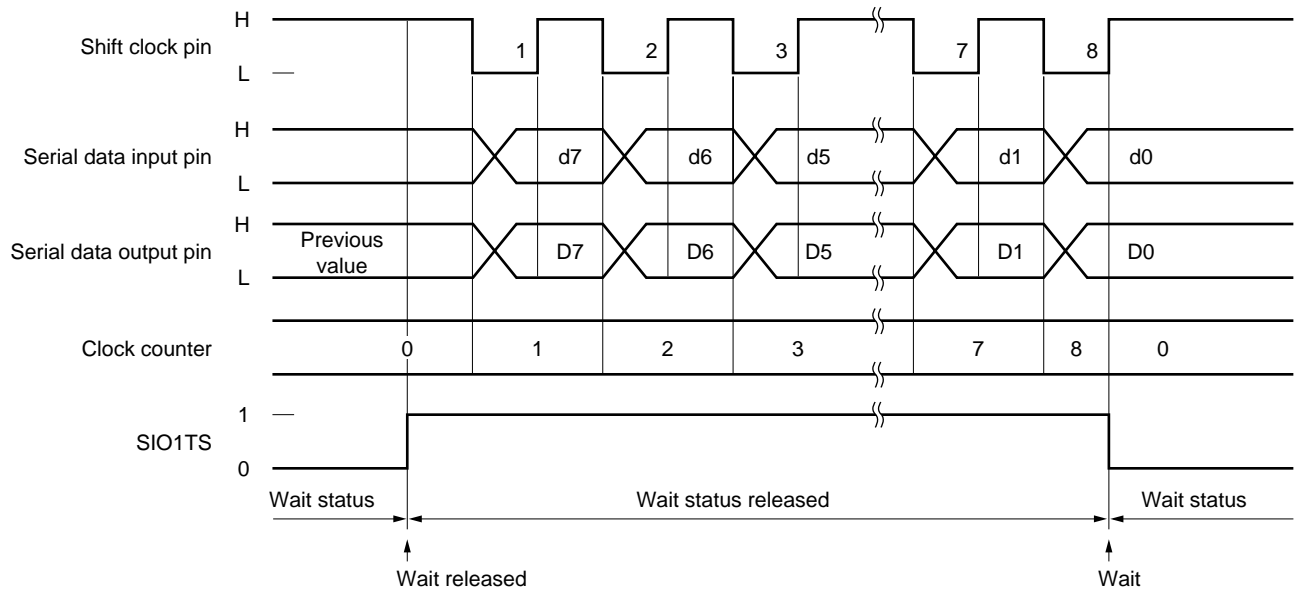 H
Shift clock pin
1 2 3 7 8
L
H
Serial data input pin
d7 d6 d5 d1 d0
L
H
Serial data output pin
Previous
value
D7 D6 D5 D1 D0
L
Clock counter
0 1 2 3 7 8 0
1
SIO1TS
0
Wait status
Wait status released
Wait status
Wait released
Wait